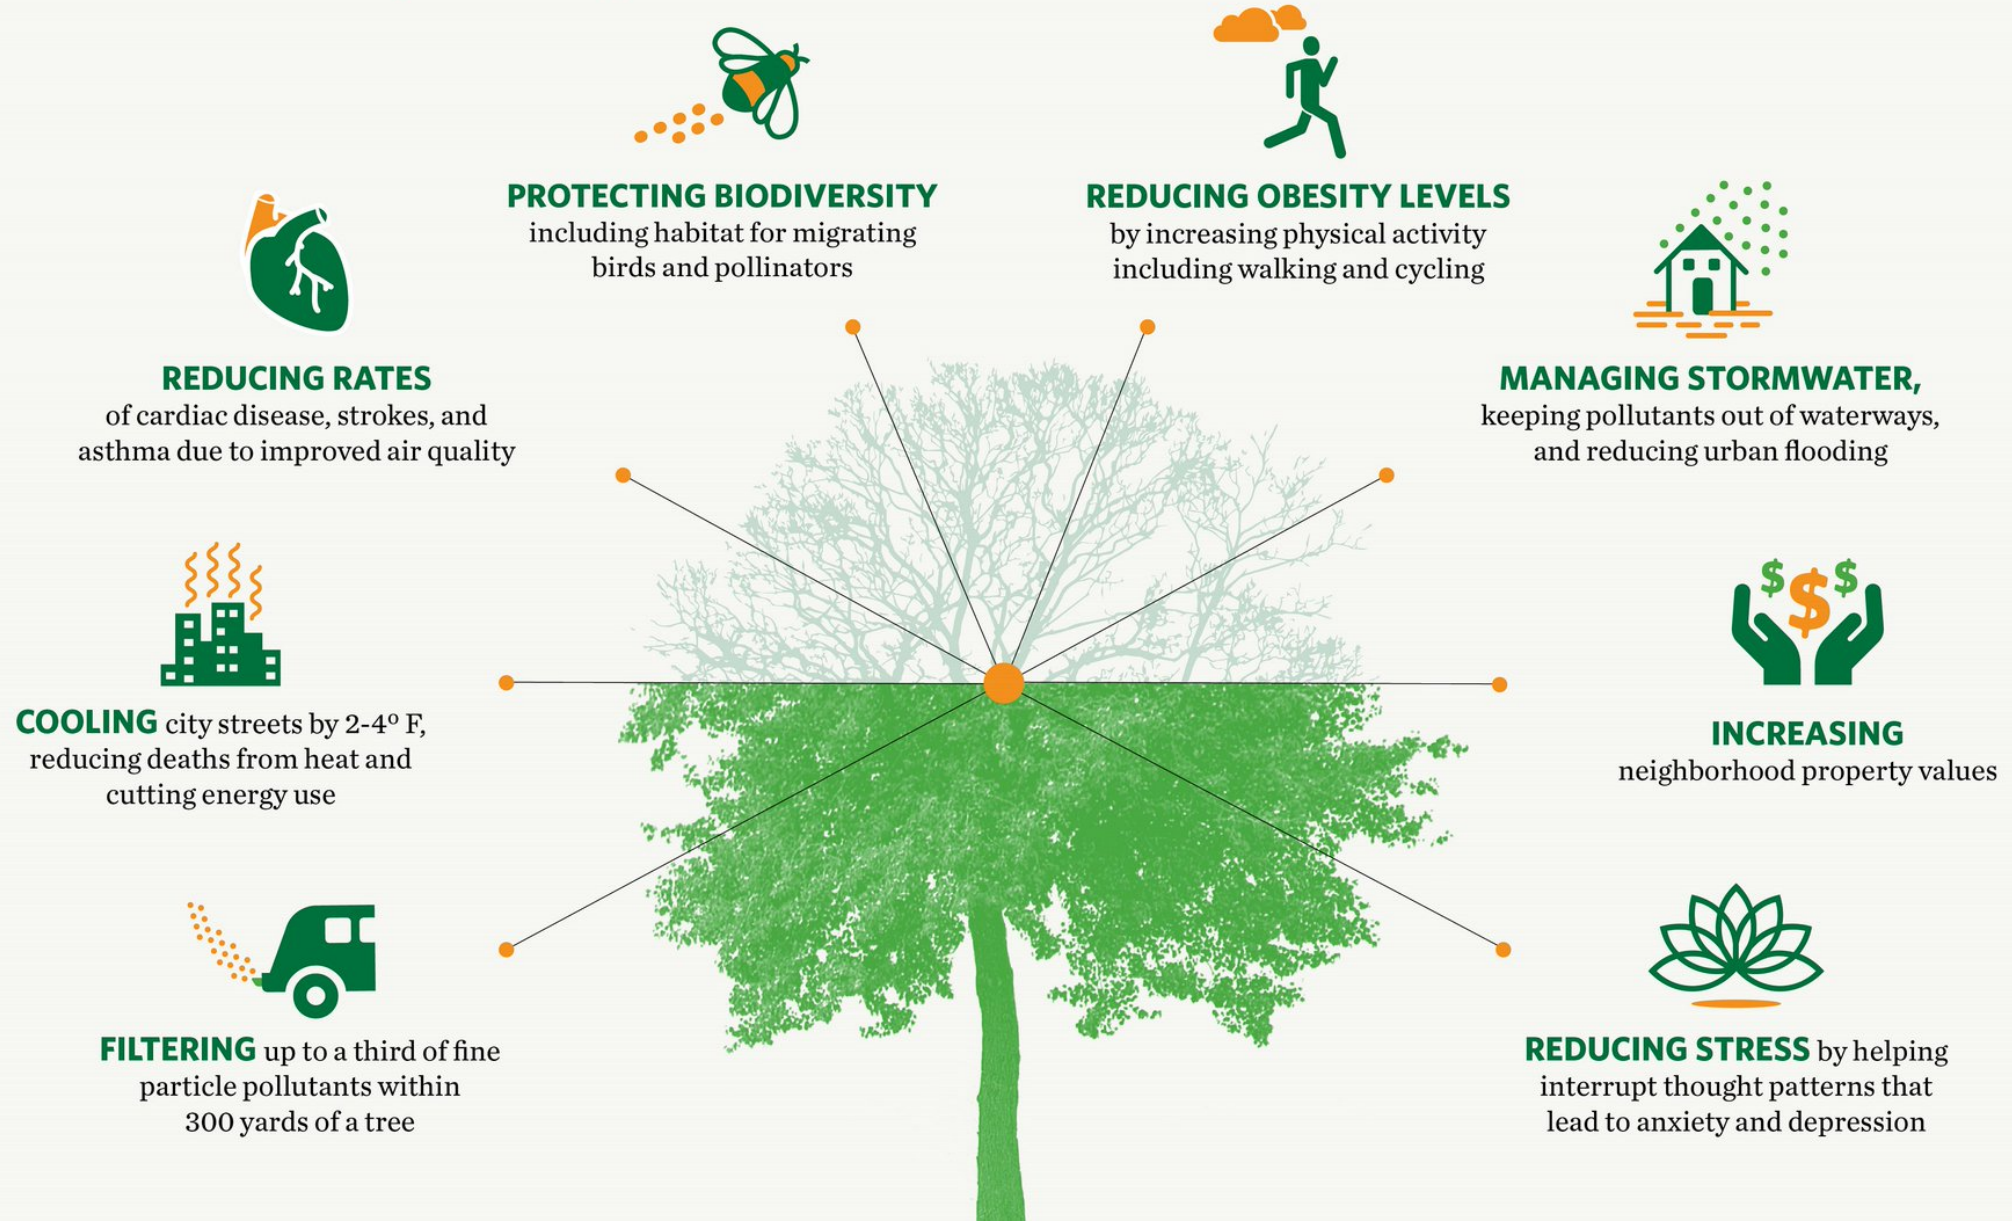 PROTECTING BIODIVERSITY
including habitat for migrating
birds and pollinators
REDUCING OBESITY LEVELS
by increasing physical activity
including walking and cycling
REDUCING RATES
of cardiac disease, strokes, and
asthma due to improved air quality
MANAGING STORMWATER,
keeping pollutants out of waterways,
and reducing urban flooding
COOLING city streets by 2-4º F,
reducing deaths from heat and
cutting energy use
$ $ $
INCREASING
neighborhood property values
FILTERING up to a third of fine
particle pollutants within
300 yards of a tree
REDUCING STRESS by helping
interrupt thought patterns that
lead to anxiety and depression